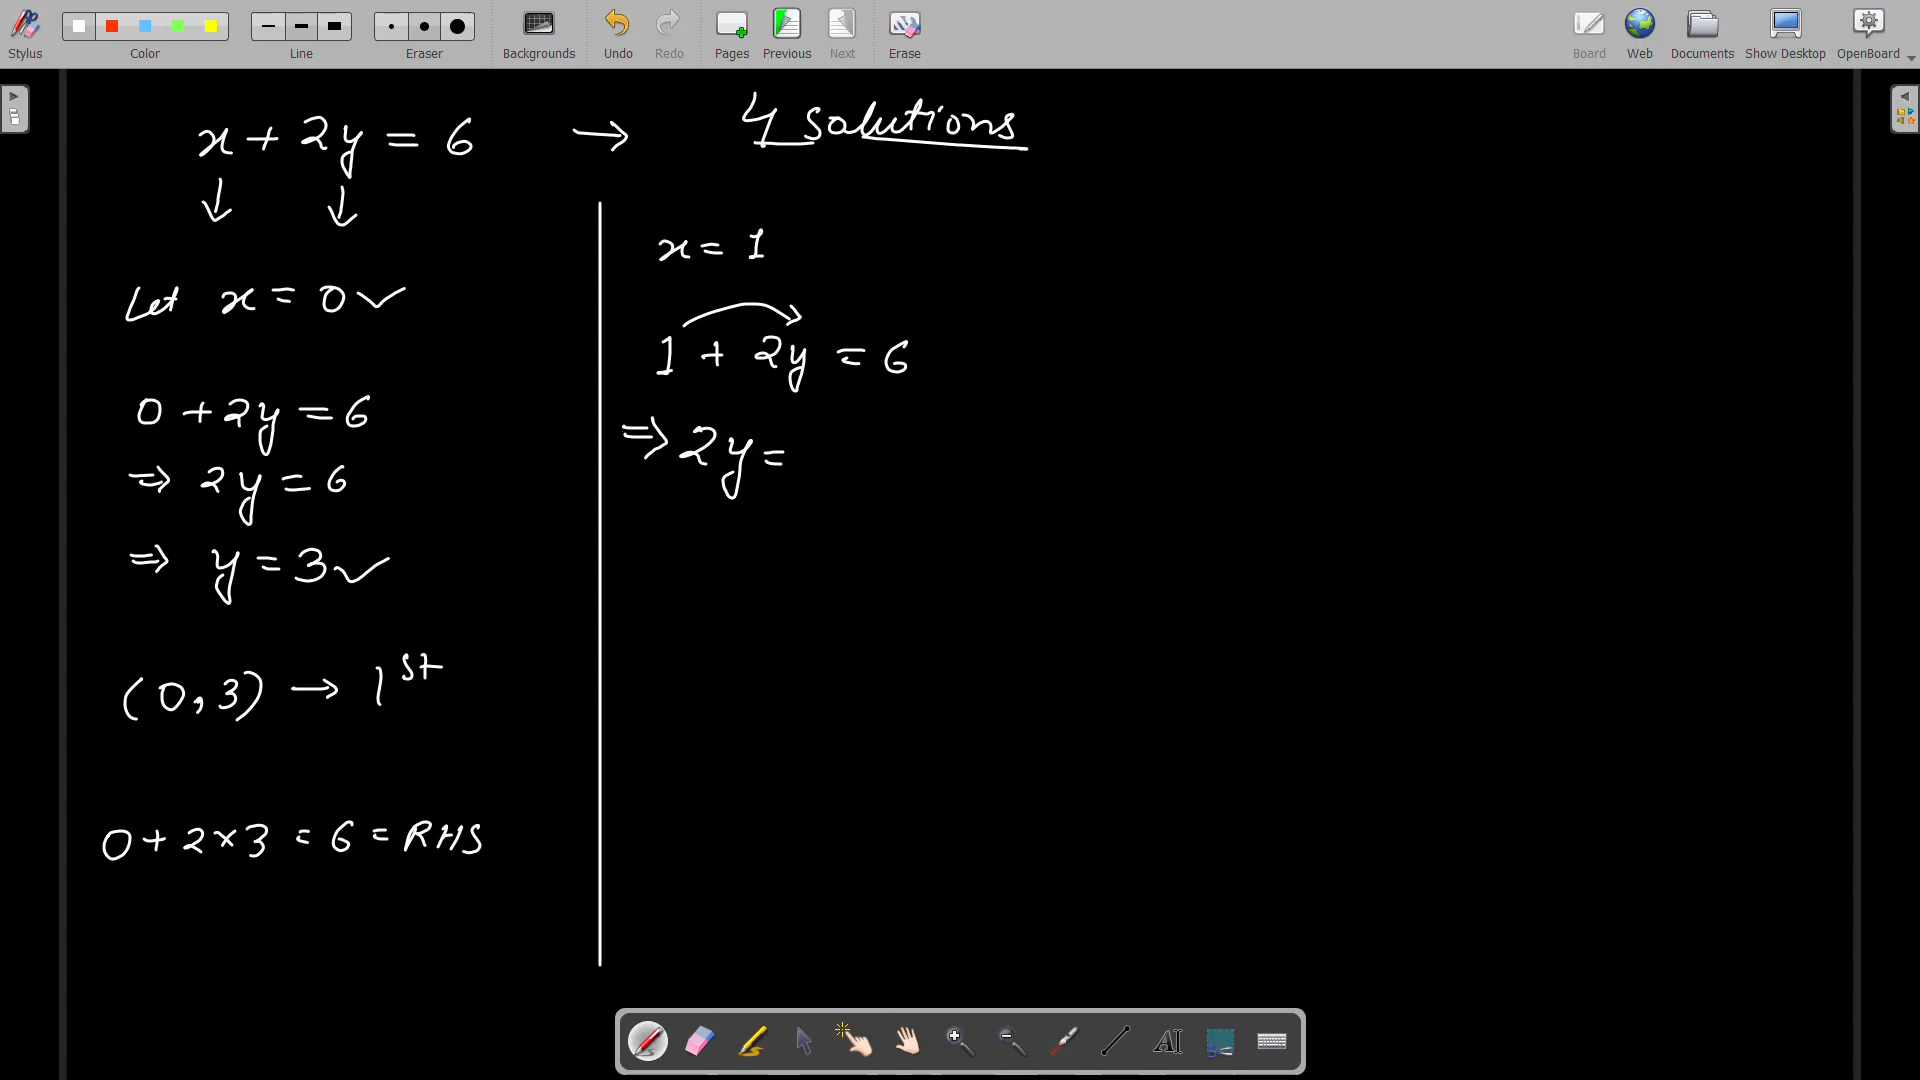 Stylus Color Line Eraser Backgrounds Undo Redo Pages Previous Next Erase Board Web Documents Show Desktop OpenBoard
x + 2y = 6 → 4 solutions
↓ ↓
Let x = 0 ✓
0 + 2y = 6
⇒ 2y = 6
⇒ y = 3 ✓
(0, 3) → 1st
0 + 2 × 3 = 6 = RHS
x = 1
1 + 2y = 6
⇒ 2y =
AI